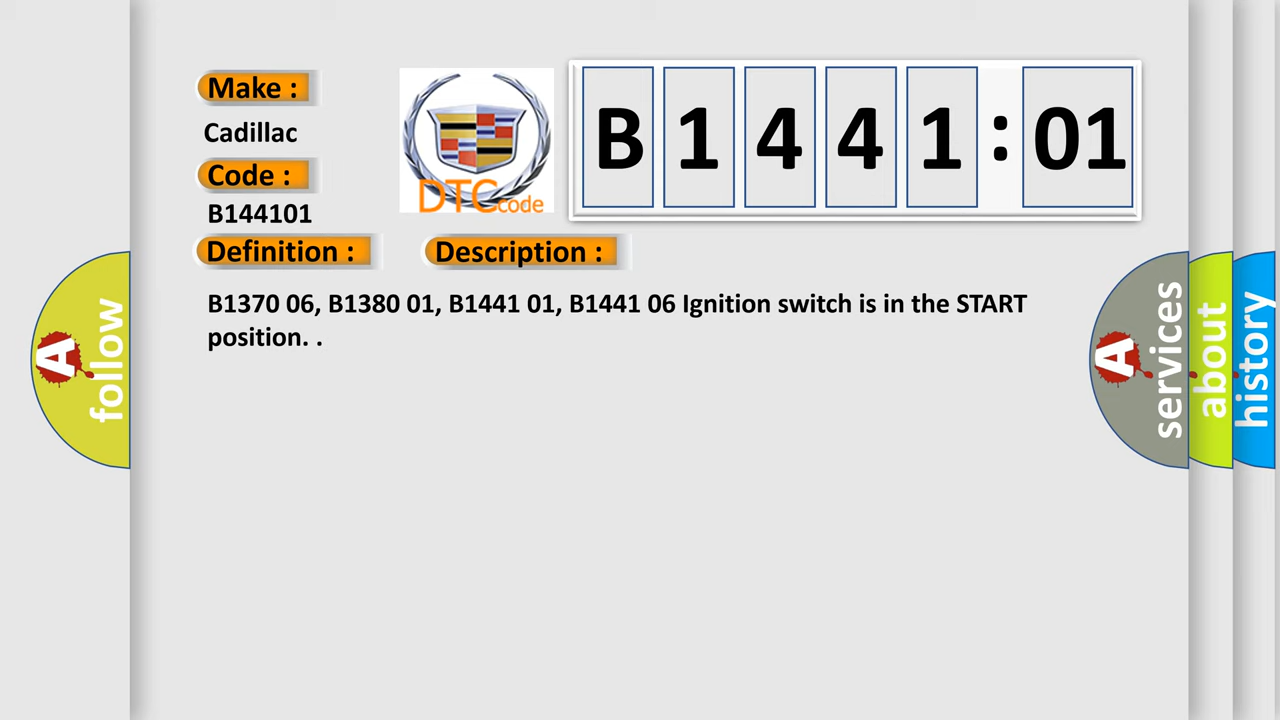 Make :
Cadillac
Code :
B144101
DTC code
B 1 4 4 1 : 01
Definition :
Description :
B1370 06, B1380 01, B1441 01, B1441 06 Ignition switch is in the START
position. .
A follow
A services
about
history